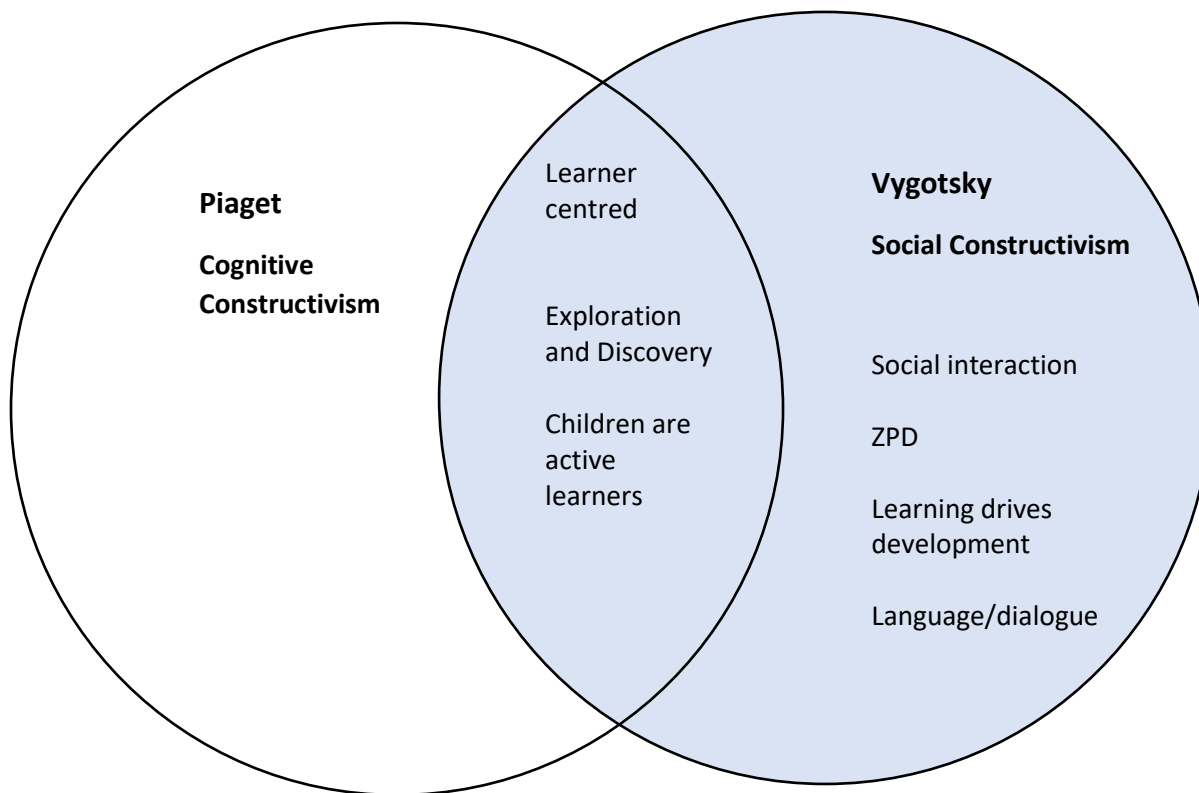 Piaget
Cognitive
Constructivism
Learner
centred
Exploration
and Discovery
Children are
active
learners
Vygotsky
Social Constructivism
Social interaction
ZPD
Learning drives
development
Language/dialogue